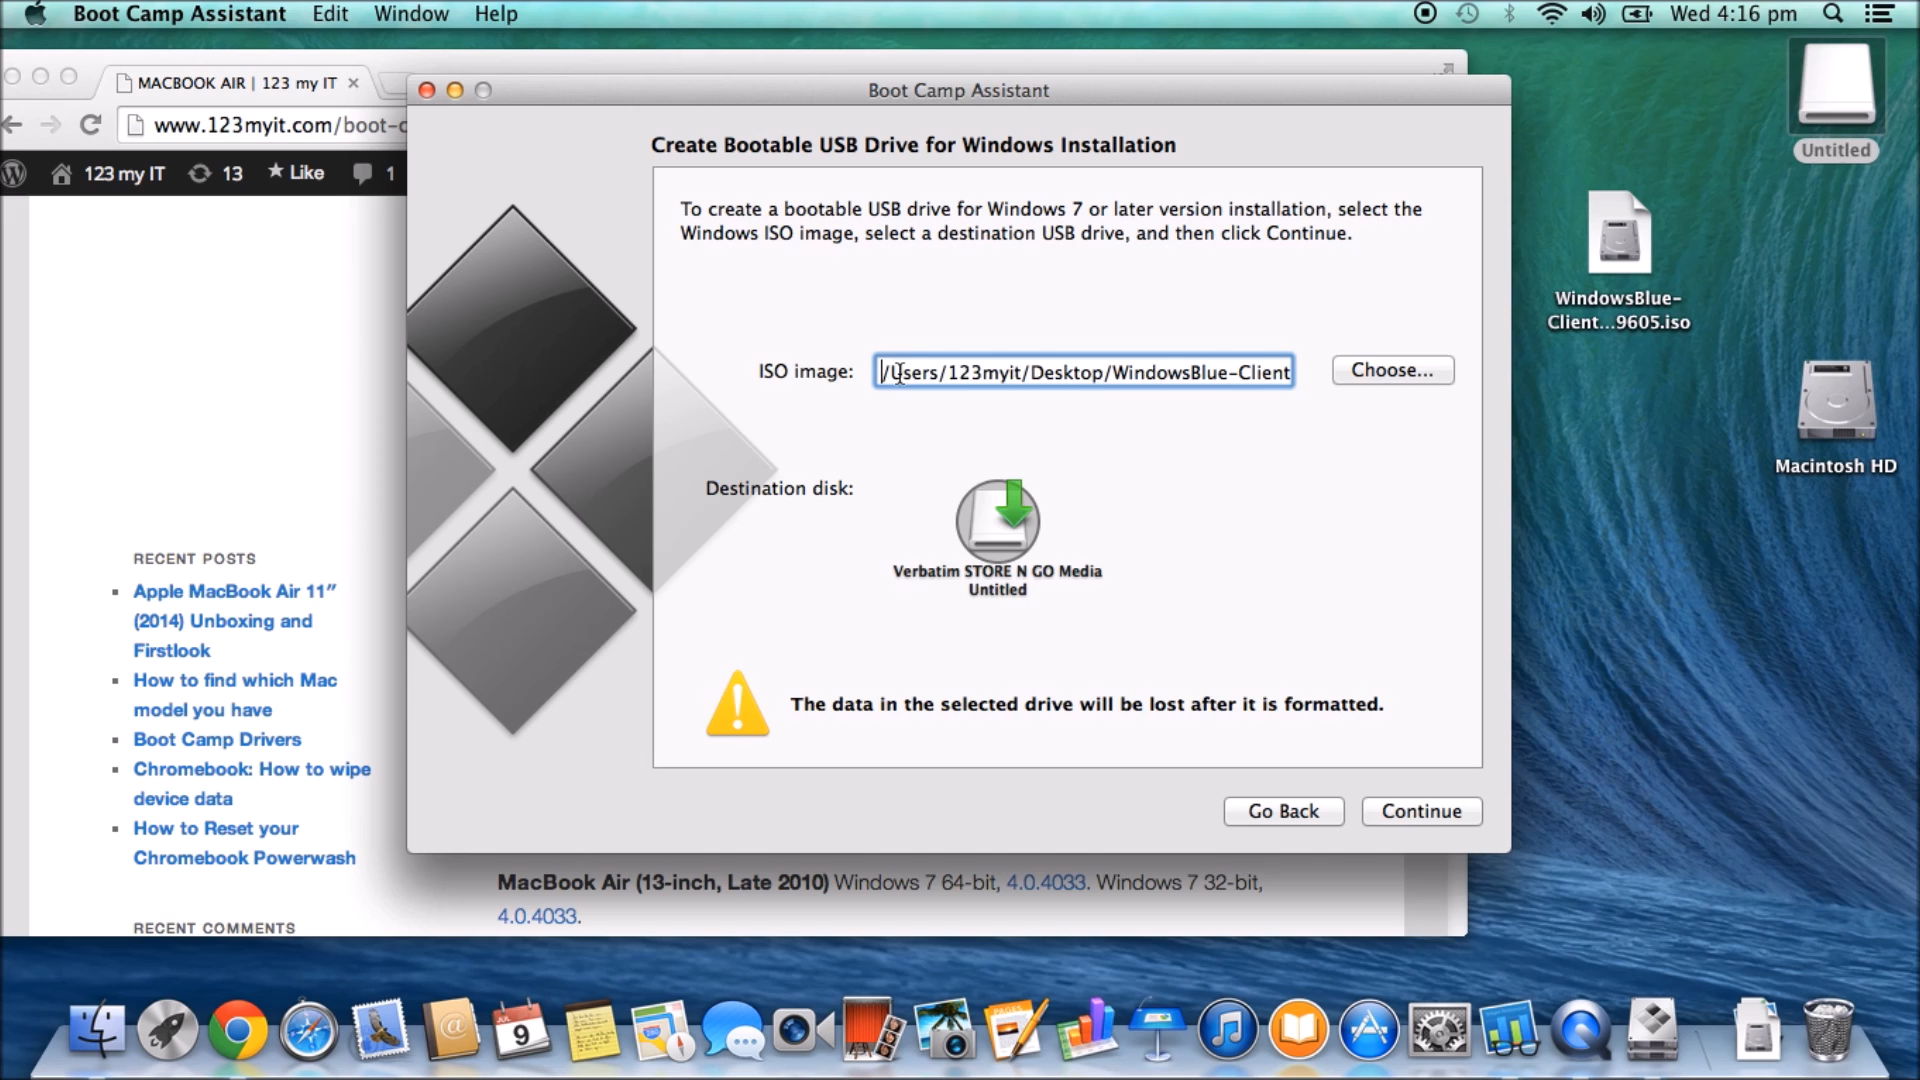 Boot Camp Assistant Edit Window Help
Wed 4:16 pm
MACBOOK AIR | 123 my IT
www.123myit.com/boot-c
123 my IT 13 Like 1
RECENT POSTS
Apple MacBook Air 11″
(2014) Unboxing and
Firstlook
How to find which Mac
model you have
Boot Camp Drivers
Chromebook: How to wipe
device data
How to Reset your
Chromebook Powerwash
RECENT COMMENTS
Boot Camp Assistant
Create Bootable USB Drive for Windows Installation
To create a bootable USB drive for Windows 7 or later version installation, select the
Windows ISO image, select a destination USB drive, and then click Continue.
ISO image: /Users/123myit/Desktop/WindowsBlue-Client Choose...
Destination disk:
Verbatim STORE N GO Media
Untitled
The data in the selected drive will be lost after it is formatted.
Go Back Continue
MacBook Air (13-inch, Late 2010) Windows 7 64-bit, 4.0.4033. Windows 7 32-bit,
4.0.4033.
Untitled
WindowsBlue-
Client...9605.iso
Macintosh HD
JUL
9